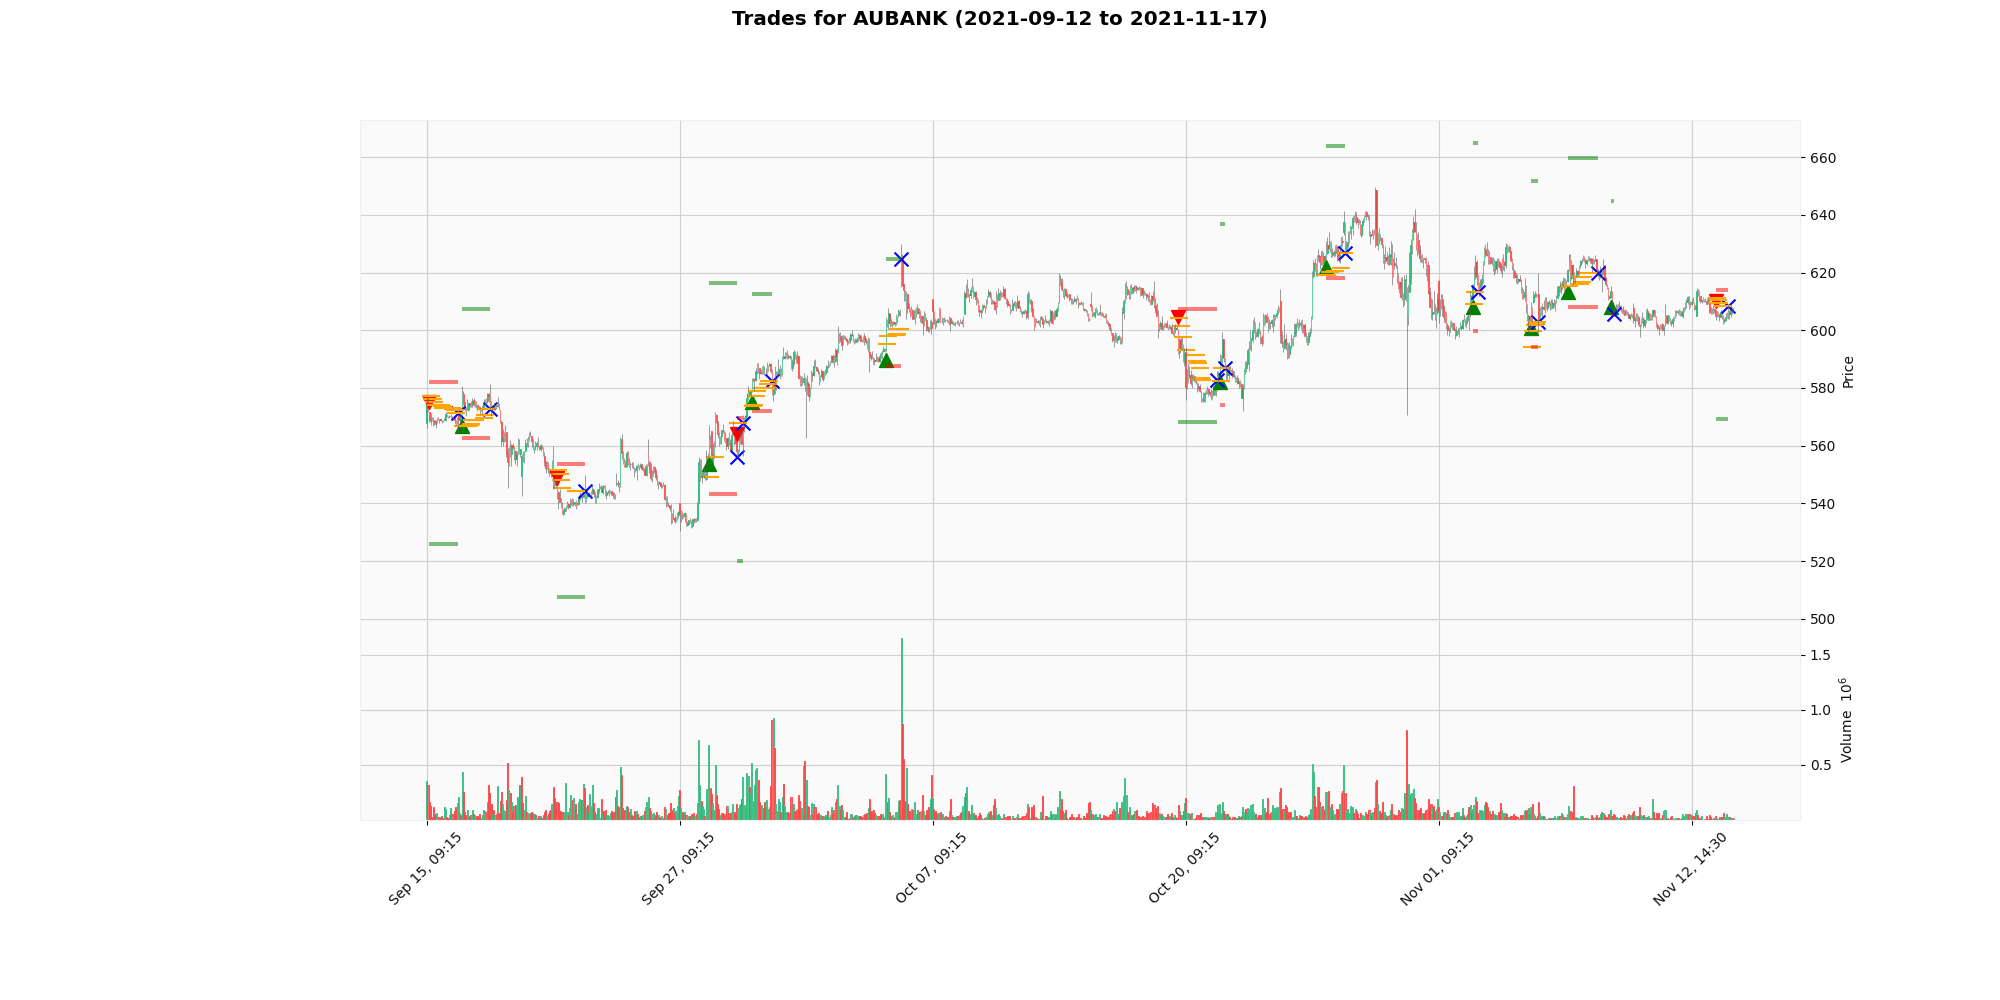 Trades for AUBANK (2021-09-12 to 2021-11-17)
660
640
620
600
580
560
540
520
500
Price
1.5
1.0
0.5
Volume 10^6
Sep 15, 09:15
Sep 27, 09:15
Oct 07, 09:15
Oct 20, 09:15
Nov 01, 09:15
Nov 12, 14:30